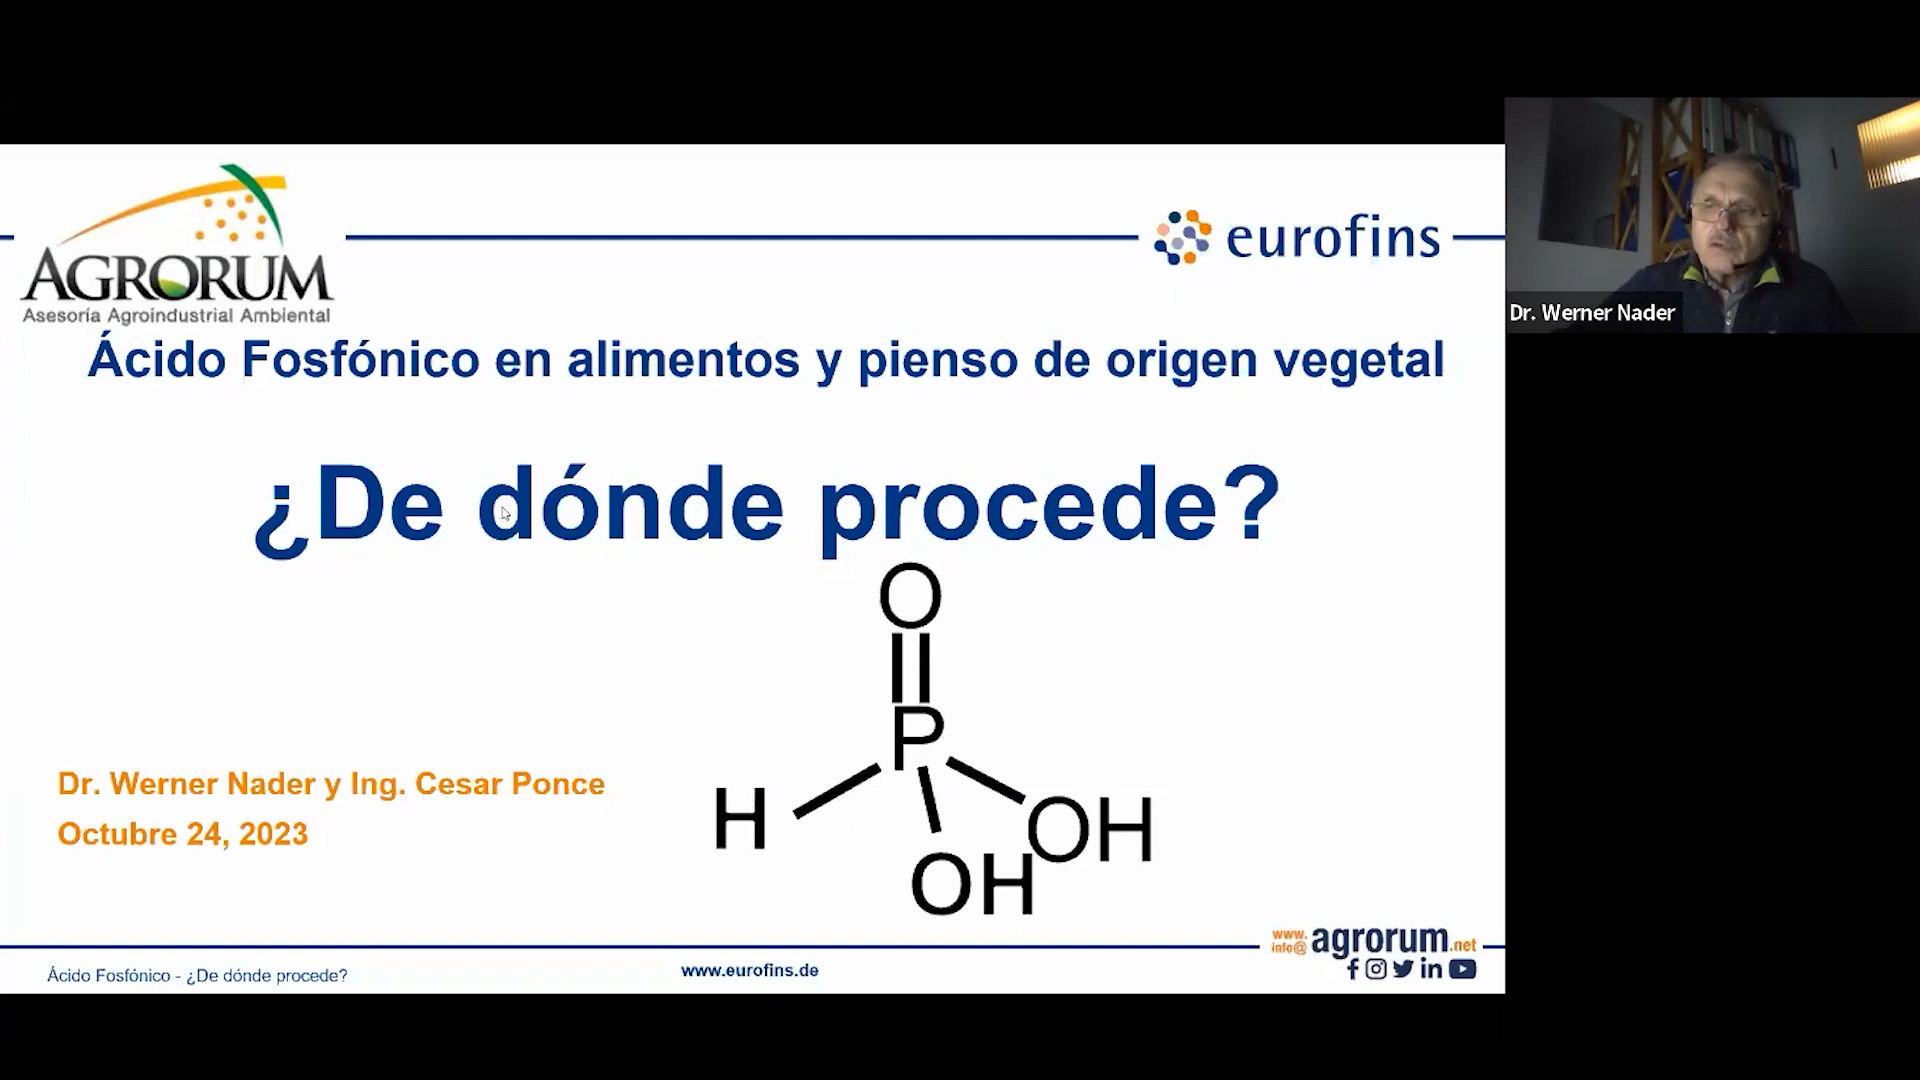 AGRORUM
Asesoría Agroindustrial Ambiental
eurofins
Dr. Werner Nader
Ácido Fosfónico en alimentos y pienso de origen vegetal
¿De dónde procede?
O
P
H
OH
OH
Dr. Werner Nader y Ing. Cesar Ponce
Octubre 24, 2023
www.
info@
agrorum.net
Ácido Fosfónico - ¿De dónde procede?
www.eurofins.de